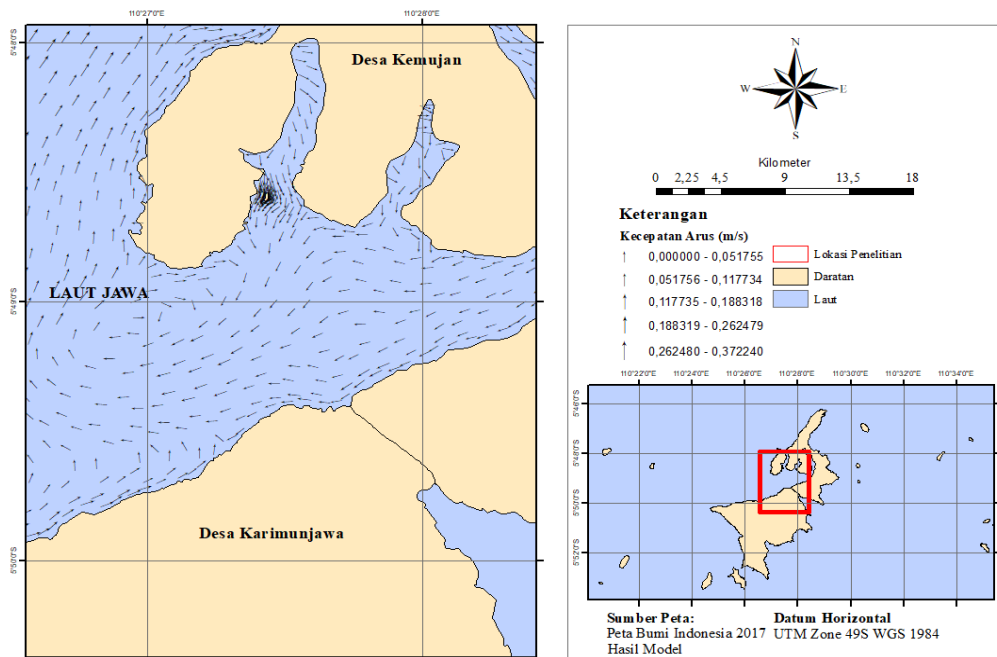 110°27'0"E 110°28'0"E
5°48'0"S
Desa Kemujan
LAUT JAWA
5°49'0"S
Desa Karimunjawa
5°50'0"S
N
W E
S
Kilometer
0 2,25 4,5 9 13,5 18
Keterangan
Kecepatan Arus (m/s)
0,000000 - 0,051755
0,051756 - 0,117734
0,117735 - 0,188318
0,188319 - 0,262479
0,262480 - 0,372240
Lokasi Penelitian
Daratan
Laut
110°22'0"E 110°24'0"E 110°26'0"E 110°28'0"E 110°30'0"E 110°32'0"E 110°34'0"E
5°46'0"S
5°48'0"S
5°50'0"S
5°52'0"S
Sumber Peta:
Peta Bumi Indonesia 2017
Hasil Model
Datum Horizontal
UTM Zone 49S WGS 1984